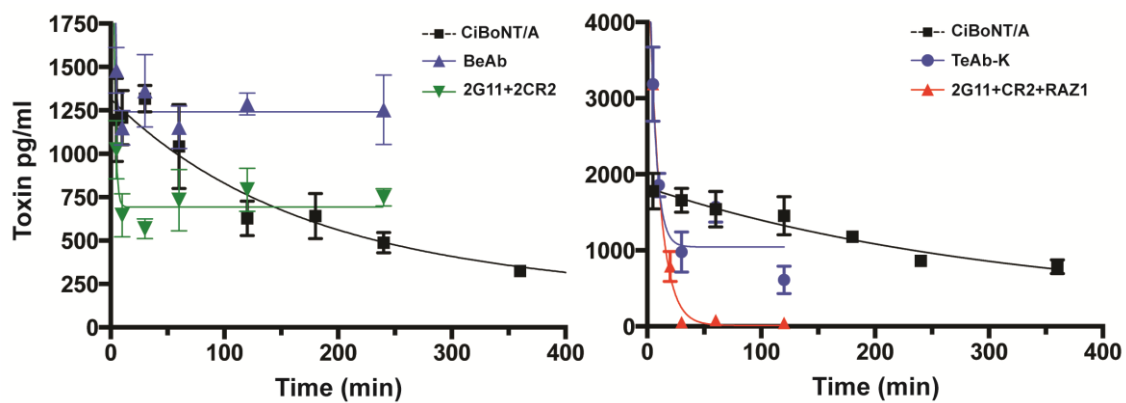 Toxin pg/ml
1750
1500
1250
1000
750
500
250
0
0 100 200 300 400
Time (min)
CiBoNT/A
BeAb
2G11+2CR2
4000
3000
2000
1000
0
0 100 200 300 400
Time (min)
CiBoNT/A
TeAb-K
2G11+CR2+RAZ1